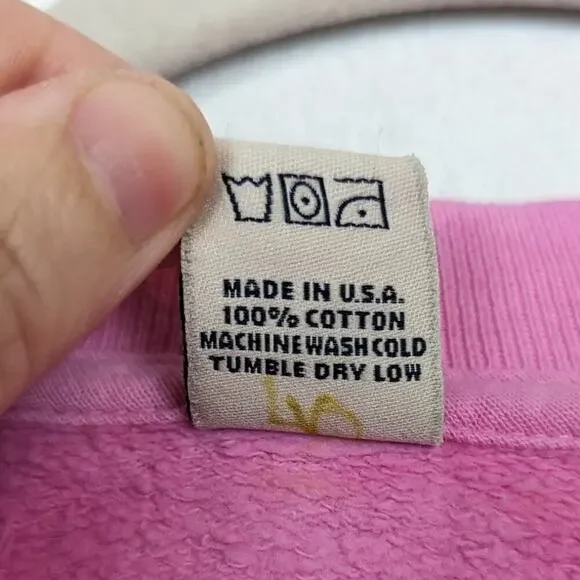 MADE IN U.S.A.
100% COTTON
MACHINE WASH COLD
TUMBLE DRY LOW